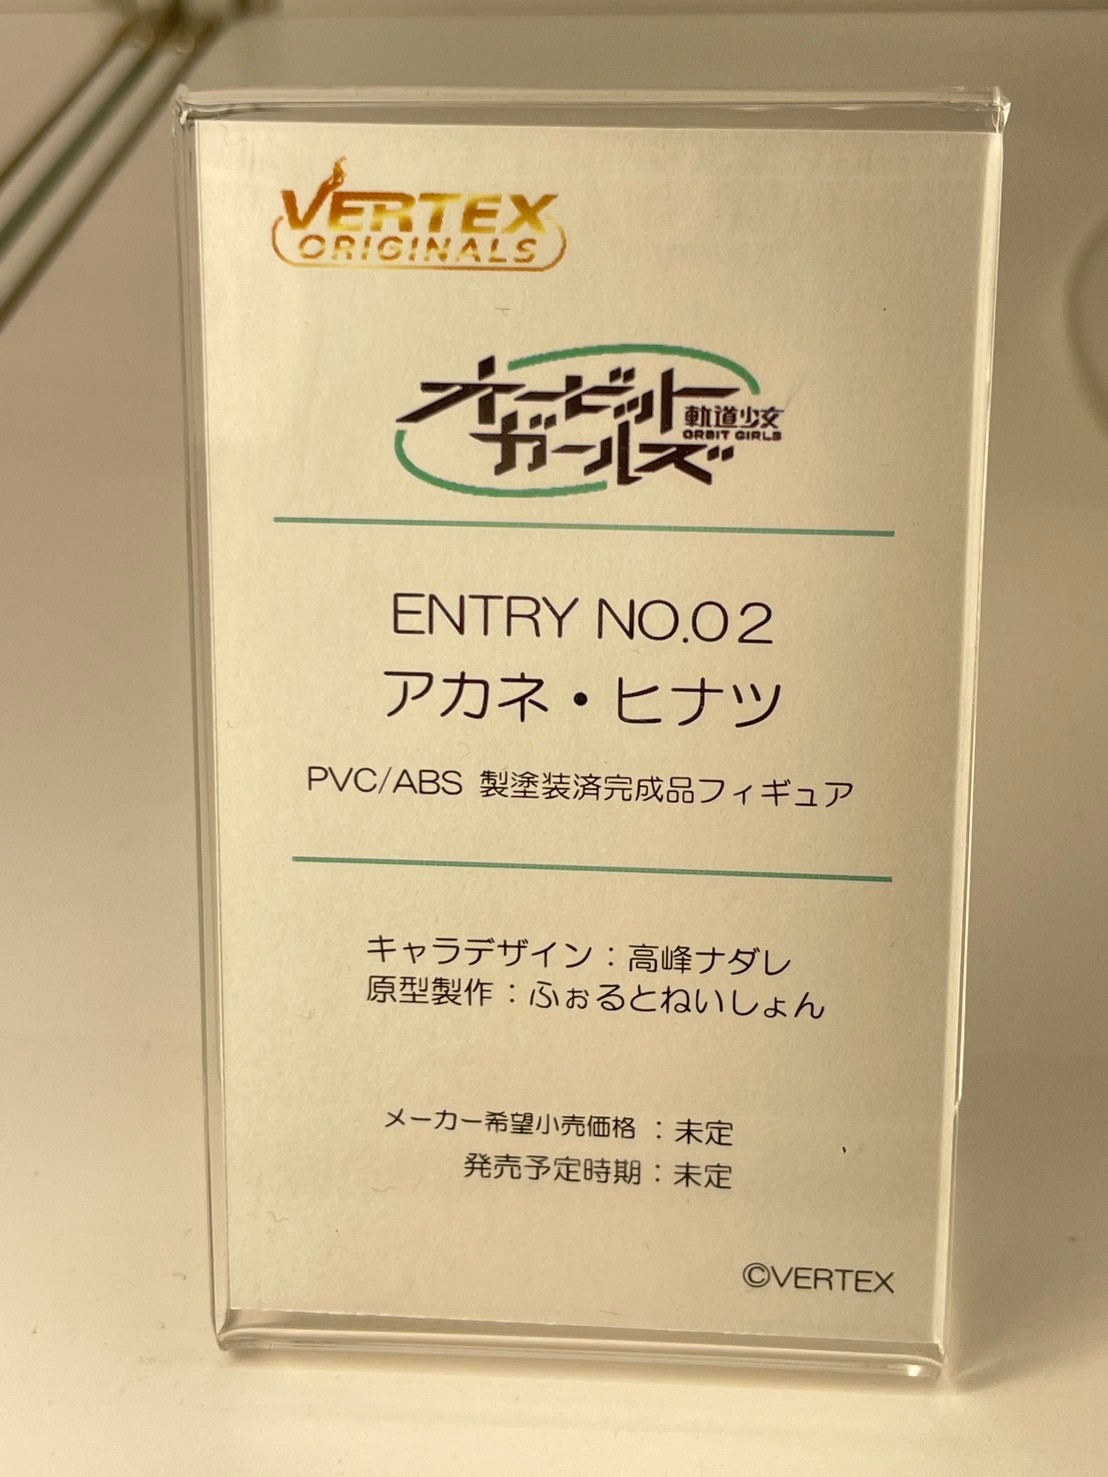 VERTEX
ORIGINALS
オービット
ガールズ
軌道少女
ORBIT GIRLS
ENTRY NO.02
アカネ・ヒナツ
PVC/ABS 製塗装済完成品フィギュア
キャラデザイン：高峰ナダレ
原型製作：ふぉるとねいしょん
メーカー希望小売価格：未定
発売予定時期：未定
©VERTEX